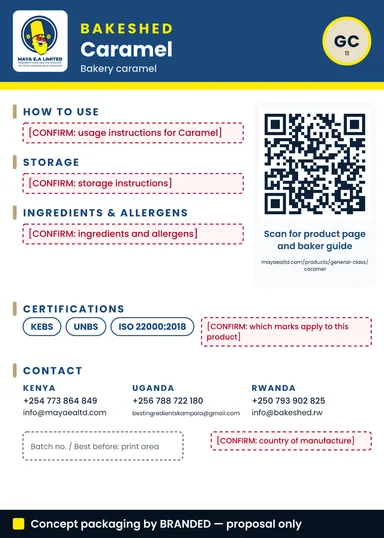 BAKESHED
Caramel
Bakery caramel
MAYA E.A LIMITED
GC
11
HOW TO USE
[CONFIRM: usage instructions for Caramel]
STORAGE
[CONFIRM: storage instructions]
INGREDIENTS & ALLERGENS
[CONFIRM: ingredients and allergens]
Scan for product page
and baker guide
mayaealtd.com/products/general-class/
caramel
CERTIFICATIONS
KEBS
UNBS
ISO 22000:2018
[CONFIRM: which marks apply to this
product]
CONTACT
KENYA
+254 773 864 849
info@mayaealtd.com
UGANDA
+256 788 722 180
bestingredientskampala@gmail.com
RWANDA
+250 793 902 825
info@bakeshed.rw
Batch no. / Best before: print area
[CONFIRM: country of manufacture]
Concept packaging by BRANDED — proposal only